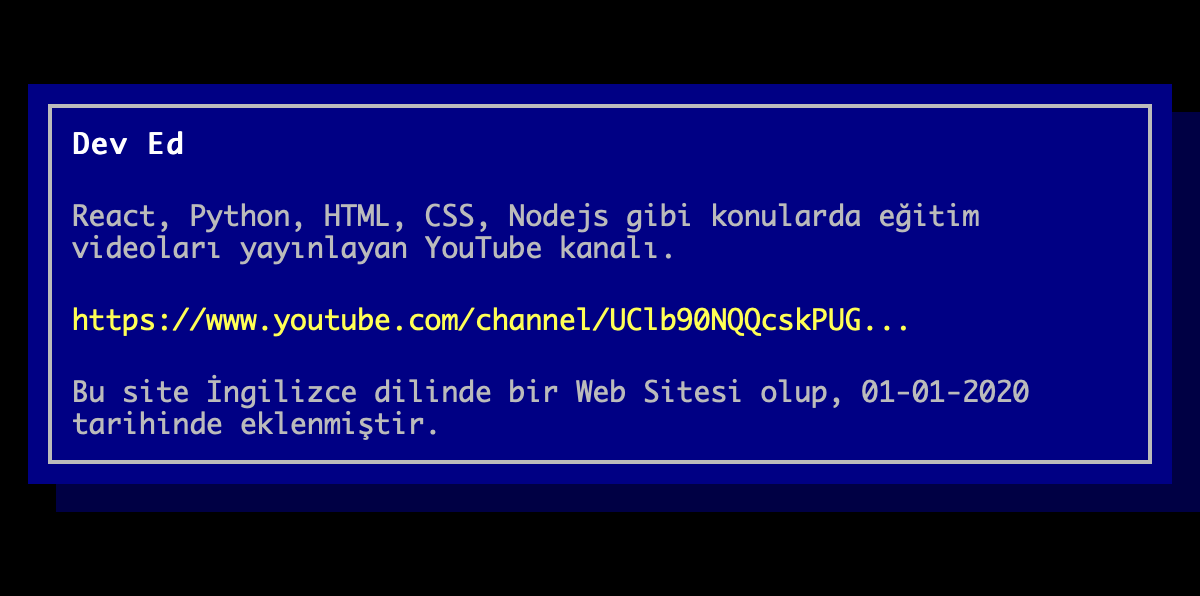 Dev Ed
React, Python, HTML, CSS, Nodejs gibi konularda eğitim
videoları yayınlayan YouTube kanalı.
https://www.youtube.com/channel/UClb90NQQcskPUG...
Bu site İngilizce dilinde bir Web Sitesi olup, 01-01-2020
tarihinde eklenmiştir.